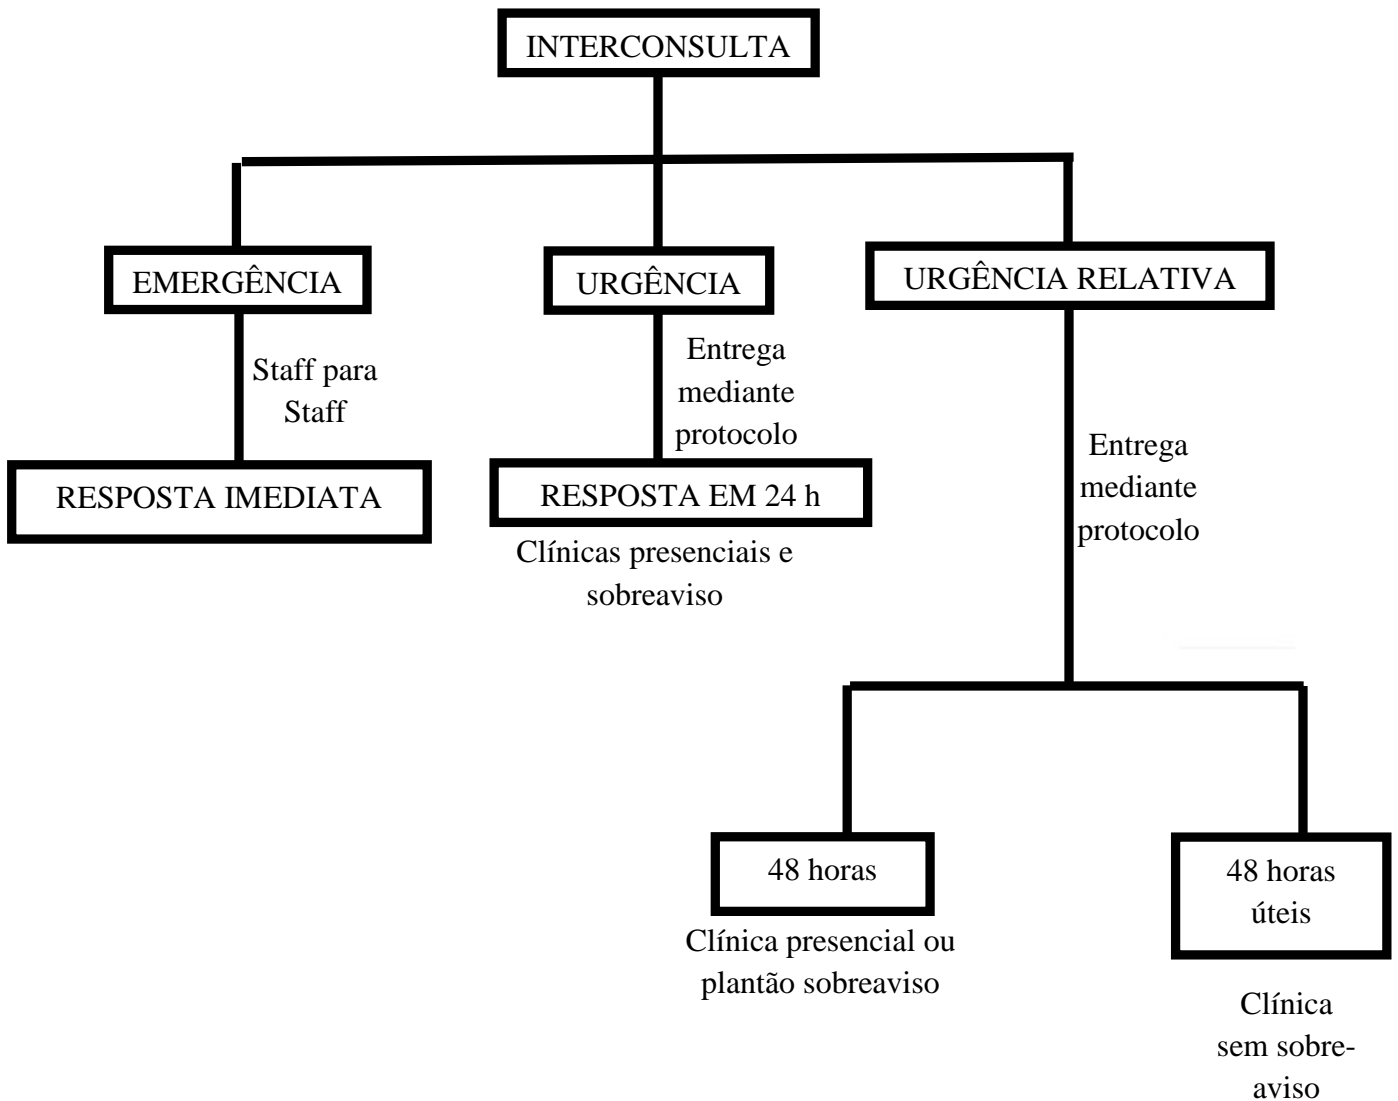 INTERCONSULTA
EMERGÊNCIA
URGÊNCIA
URGÊNCIA RELATIVA
Staff para
Staff
Entrega
mediante
protocolo
Entrega
mediante
protocolo
RESPOSTA IMEDIATA
RESPOSTA EM 24 h
Clínicas presenciais e
sobreaviso
48 horas
Clínica presencial ou
plantão sobreaviso
48 horas
úteis
Clínica
sem sobre-
aviso